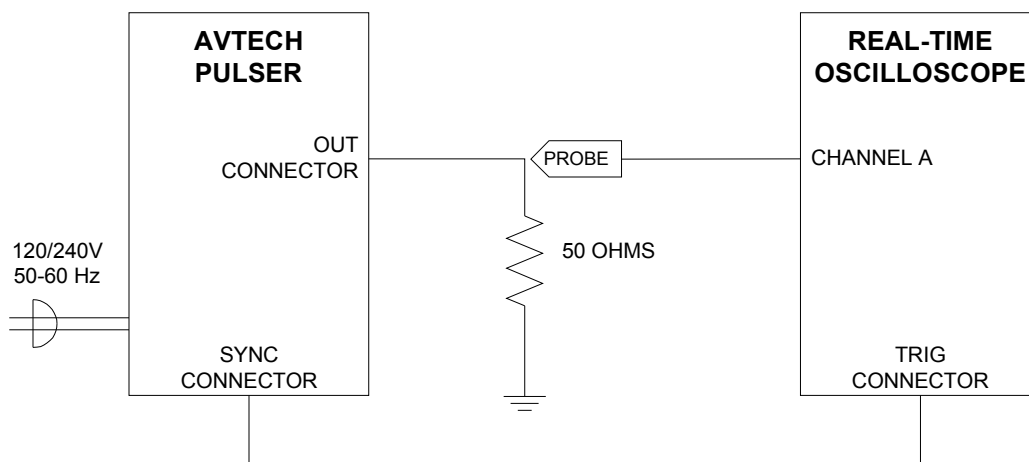 AVTECH
PULSER
OUT
CONNECTOR
120/240V
50-60 Hz
SYNC
CONNECTOR
PROBE
50 OHMS
REAL-TIME
OSCILLOSCOPE
CHANNEL A
TRIG
CONNECTOR